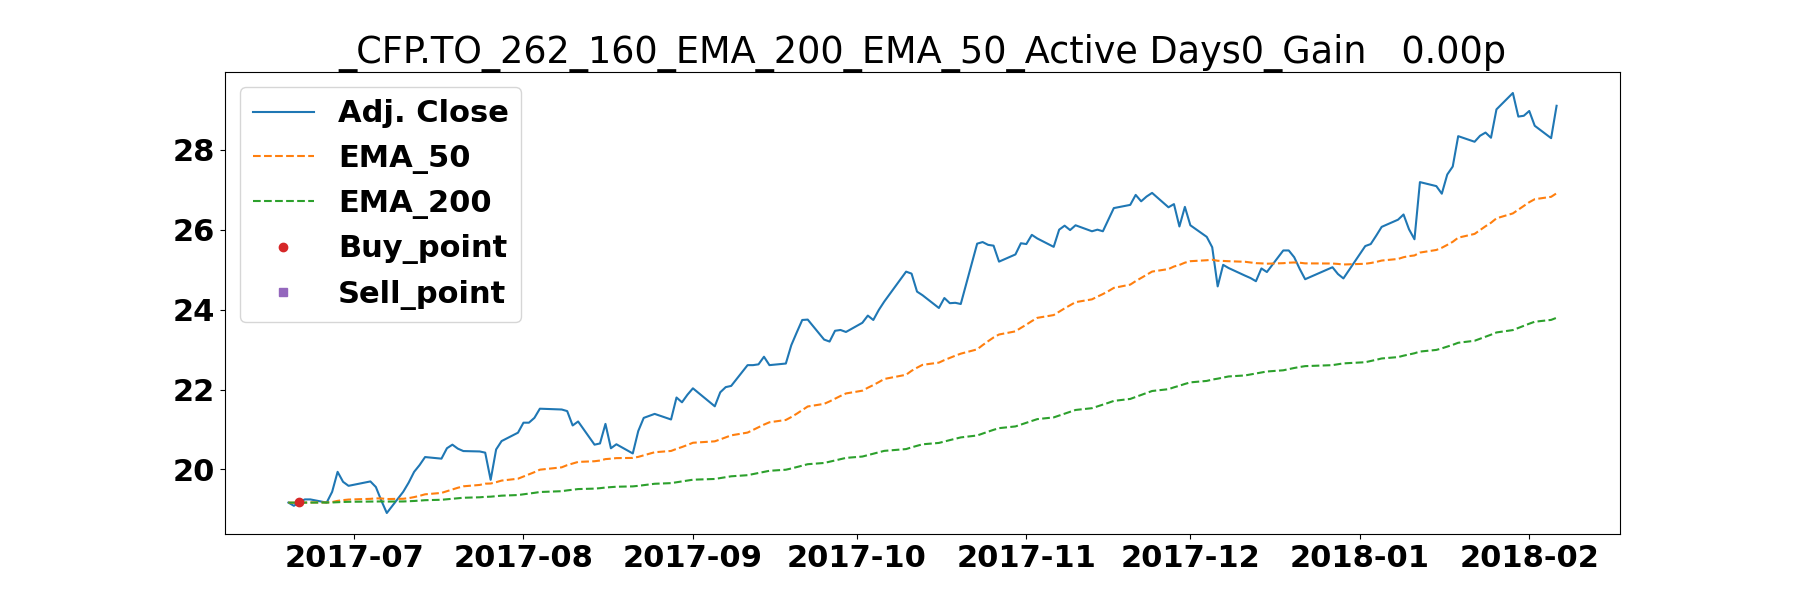 _CFP.TO_262_160_EMA_200_EMA_50_Active Days0_Gain   0.00p
Adj. Close
EMA_50
EMA_200
Buy_point
Sell_point
28
26
24
22
20
2017-07 2017-08 2017-09 2017-10 2017-11 2017-12 2018-01 2018-02